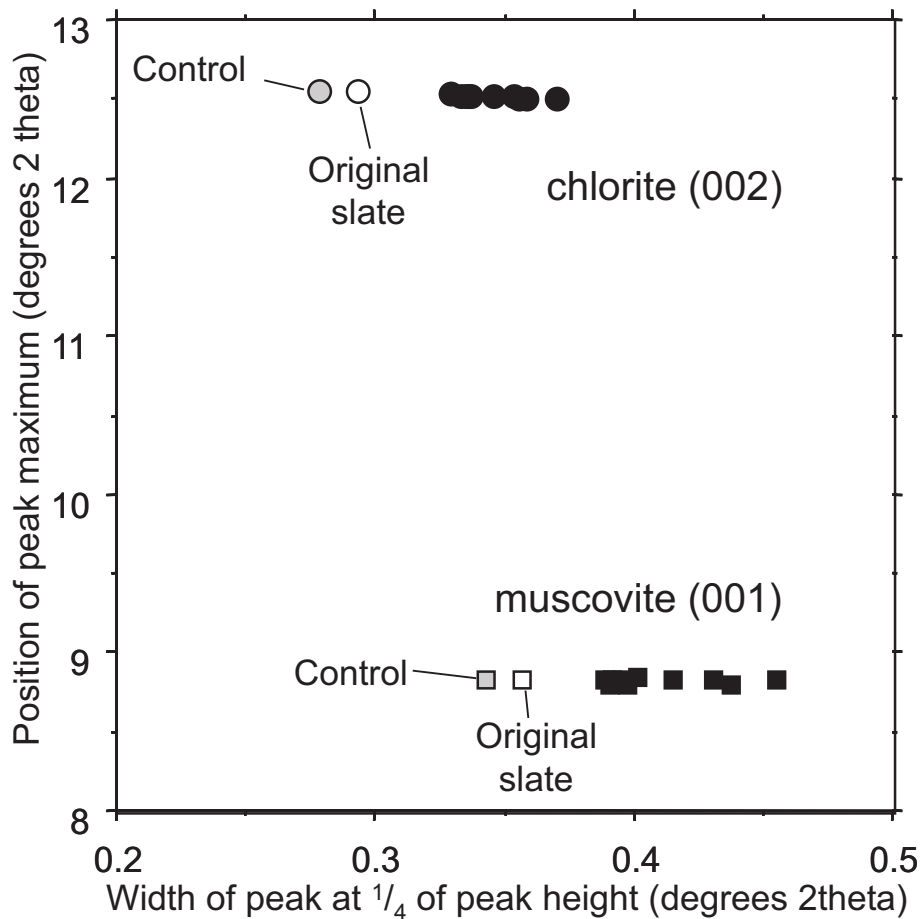 Position of peak maximum (degrees 2 theta)
13
12
11
10
9
8
Control
Original
slate
chlorite (002)
muscovite (001)
Control
Original
slate
0.2 0.3 0.4 0.5
Width of peak at 1/4 of peak height (degrees 2theta)